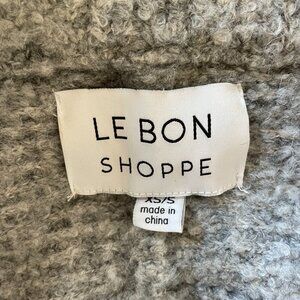 LE BON
SHOPPE
XS/S
made in
china